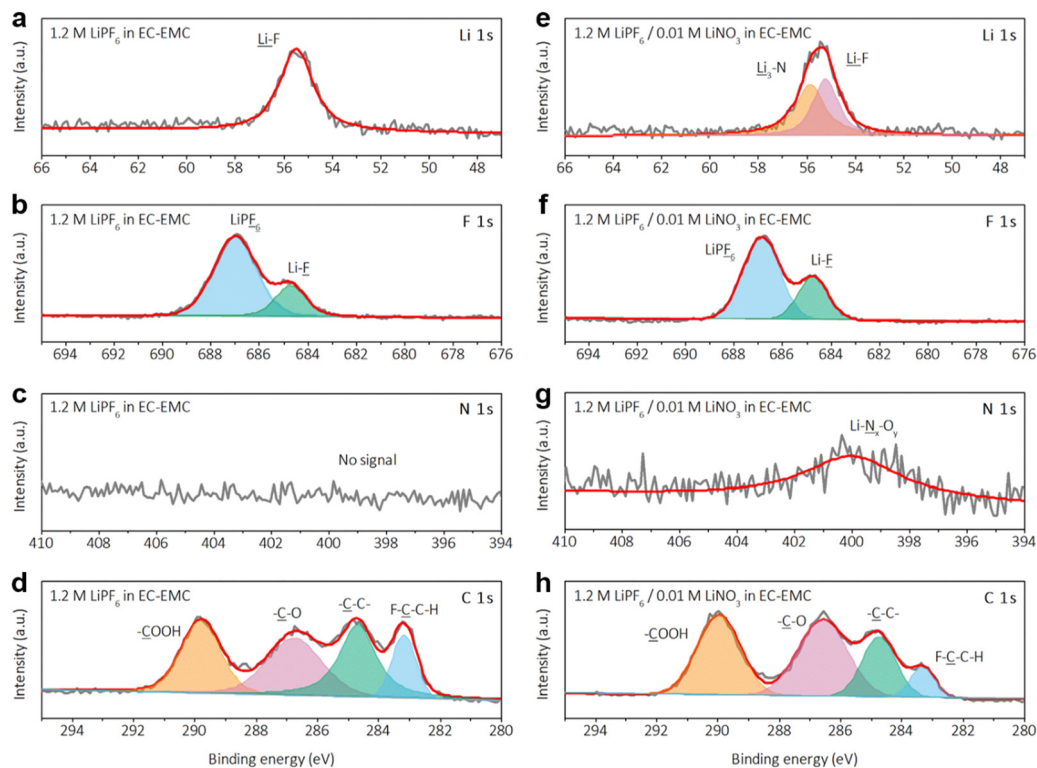 a
1.2 M LiPF6 in EC-EMC
Li 1s
Li-F
Intensity (a.u.)
66 64 62 60 58 56 54 52 50 48
e
1.2 M LiPF6 / 0.01 M LiNO3 in EC-EMC
Li 1s
Li3-N
Li-F
Intensity (a.u.)
66 64 62 60 58 56 54 52 50 48
b
1.2 M LiPF6 in EC-EMC
F 1s
LiPF6
Li-F
Intensity (a.u.)
694 692 690 688 686 684 682 680 678 676
f
1.2 M LiPF6 / 0.01 M LiNO3 in EC-EMC
F 1s
LiPF6
Li-F
Intensity (a.u.)
694 692 690 688 686 684 682 680 678 676
c
1.2 M LiPF6 in EC-EMC
N 1s
No signal
Intensity (a.u.)
410 408 406 404 402 400 398 396 394
g
1.2 M LiPF6 / 0.01 M LiNO3 in EC-EMC
N 1s
Li-Nx-Oy
Intensity (a.u.)
410 408 406 404 402 400 398 396 394
d
1.2 M LiPF6 in EC-EMC
C 1s
-COOH
-C-O
-C-C-
F-C-C-H
Intensity (a.u.)
294 292 290 288 286 284 282 280
Binding energy (eV)
h
1.2 M LiPF6 / 0.01 M LiNO3 in EC-EMC
C 1s
-COOH
-C-O
-C-C-
F-C-C-H
Intensity (a.u.)
294 292 290 288 286 284 282 280
Binding energy (eV)